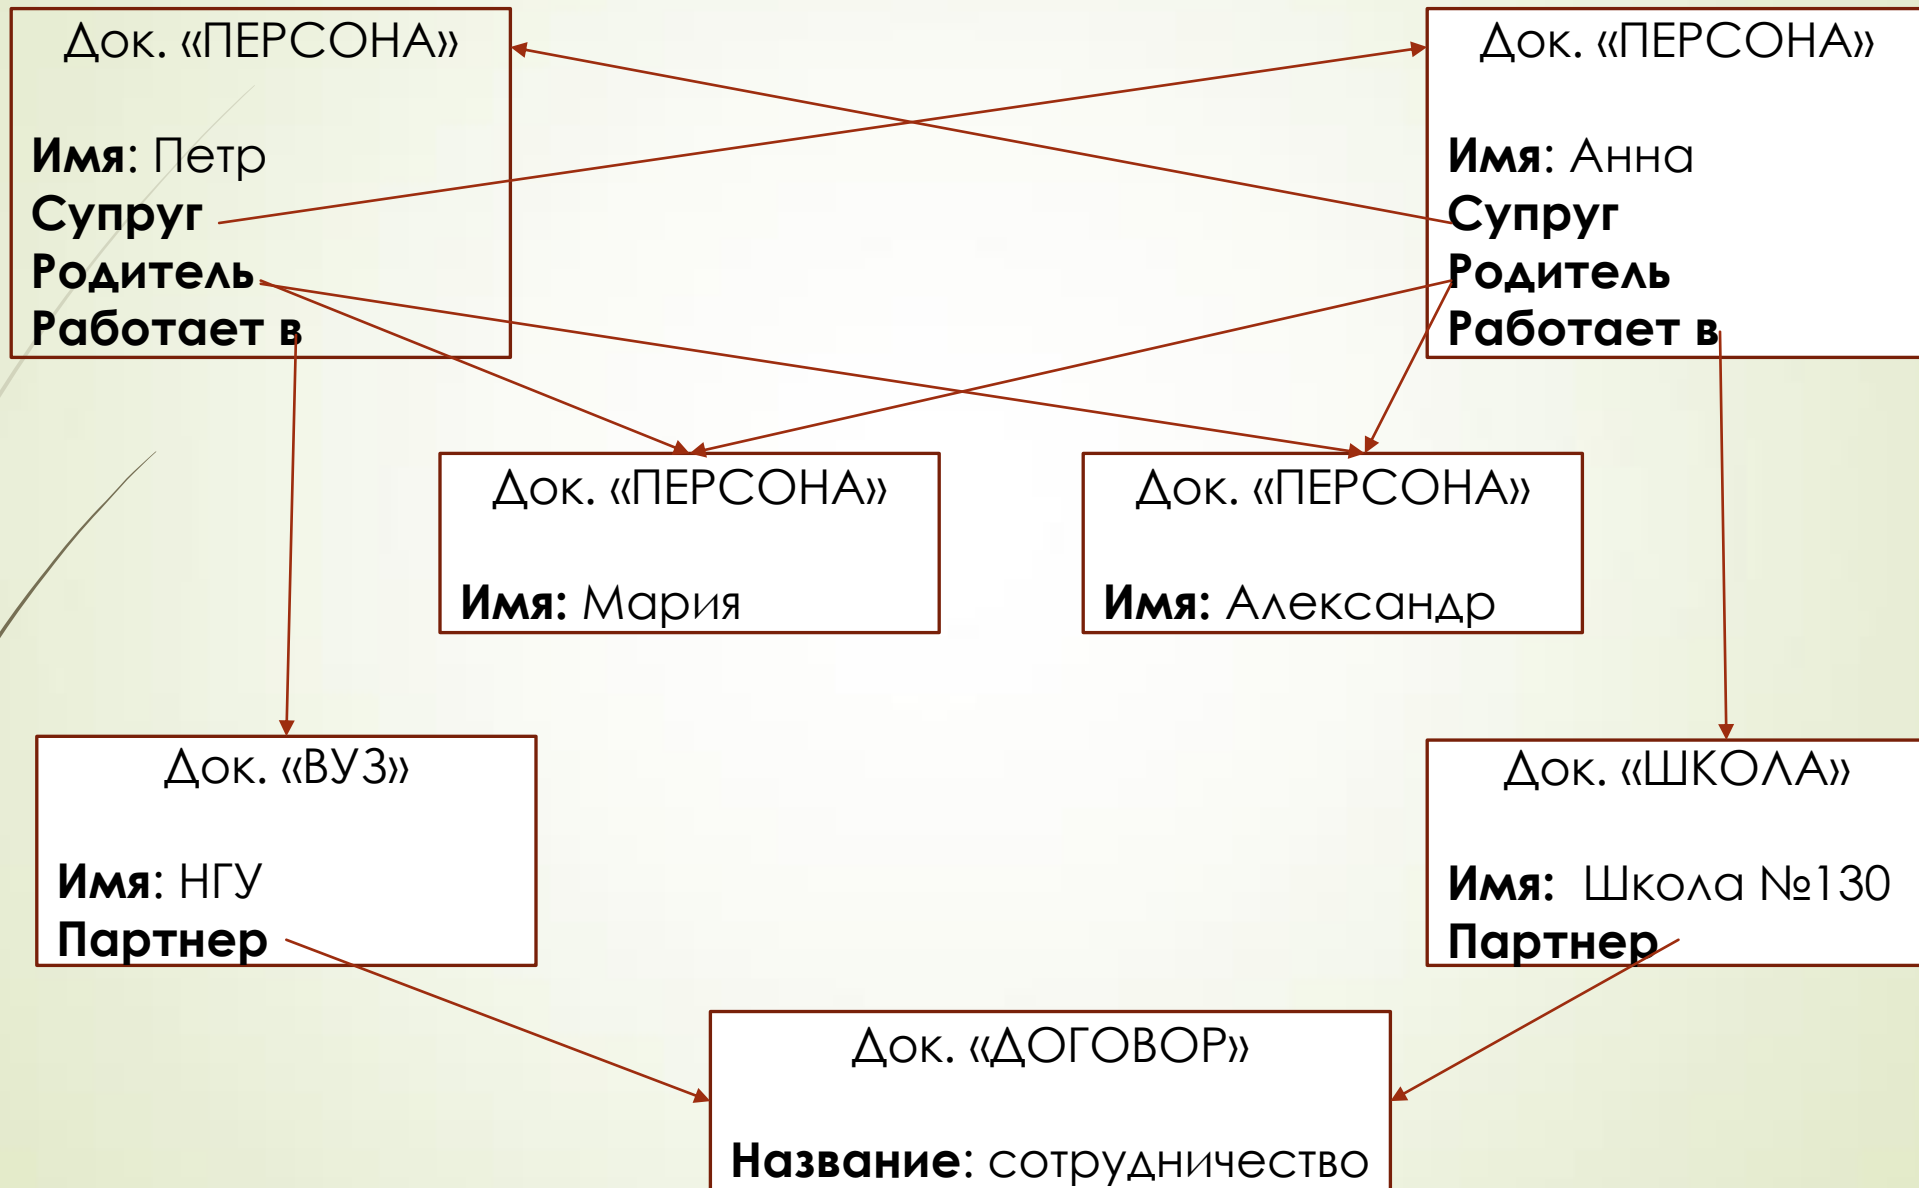 Док. «ПЕРСОНА»
Имя: Петр
Супруг
Родитель
Работает в
Док. «ПЕРСОНА»
Имя: Анна
Супруг
Родитель
Работает в
Док. «ПЕРСОНА»
Имя: Мария
Док. «ПЕРСОНА»
Имя: Александр
Док. «ВУЗ»
Имя: НГУ
Партнер
Док. «ШКОЛА»
Имя: Школа №130
Партнер
Док. «ДОГОВОР»
Название: сотрудничество